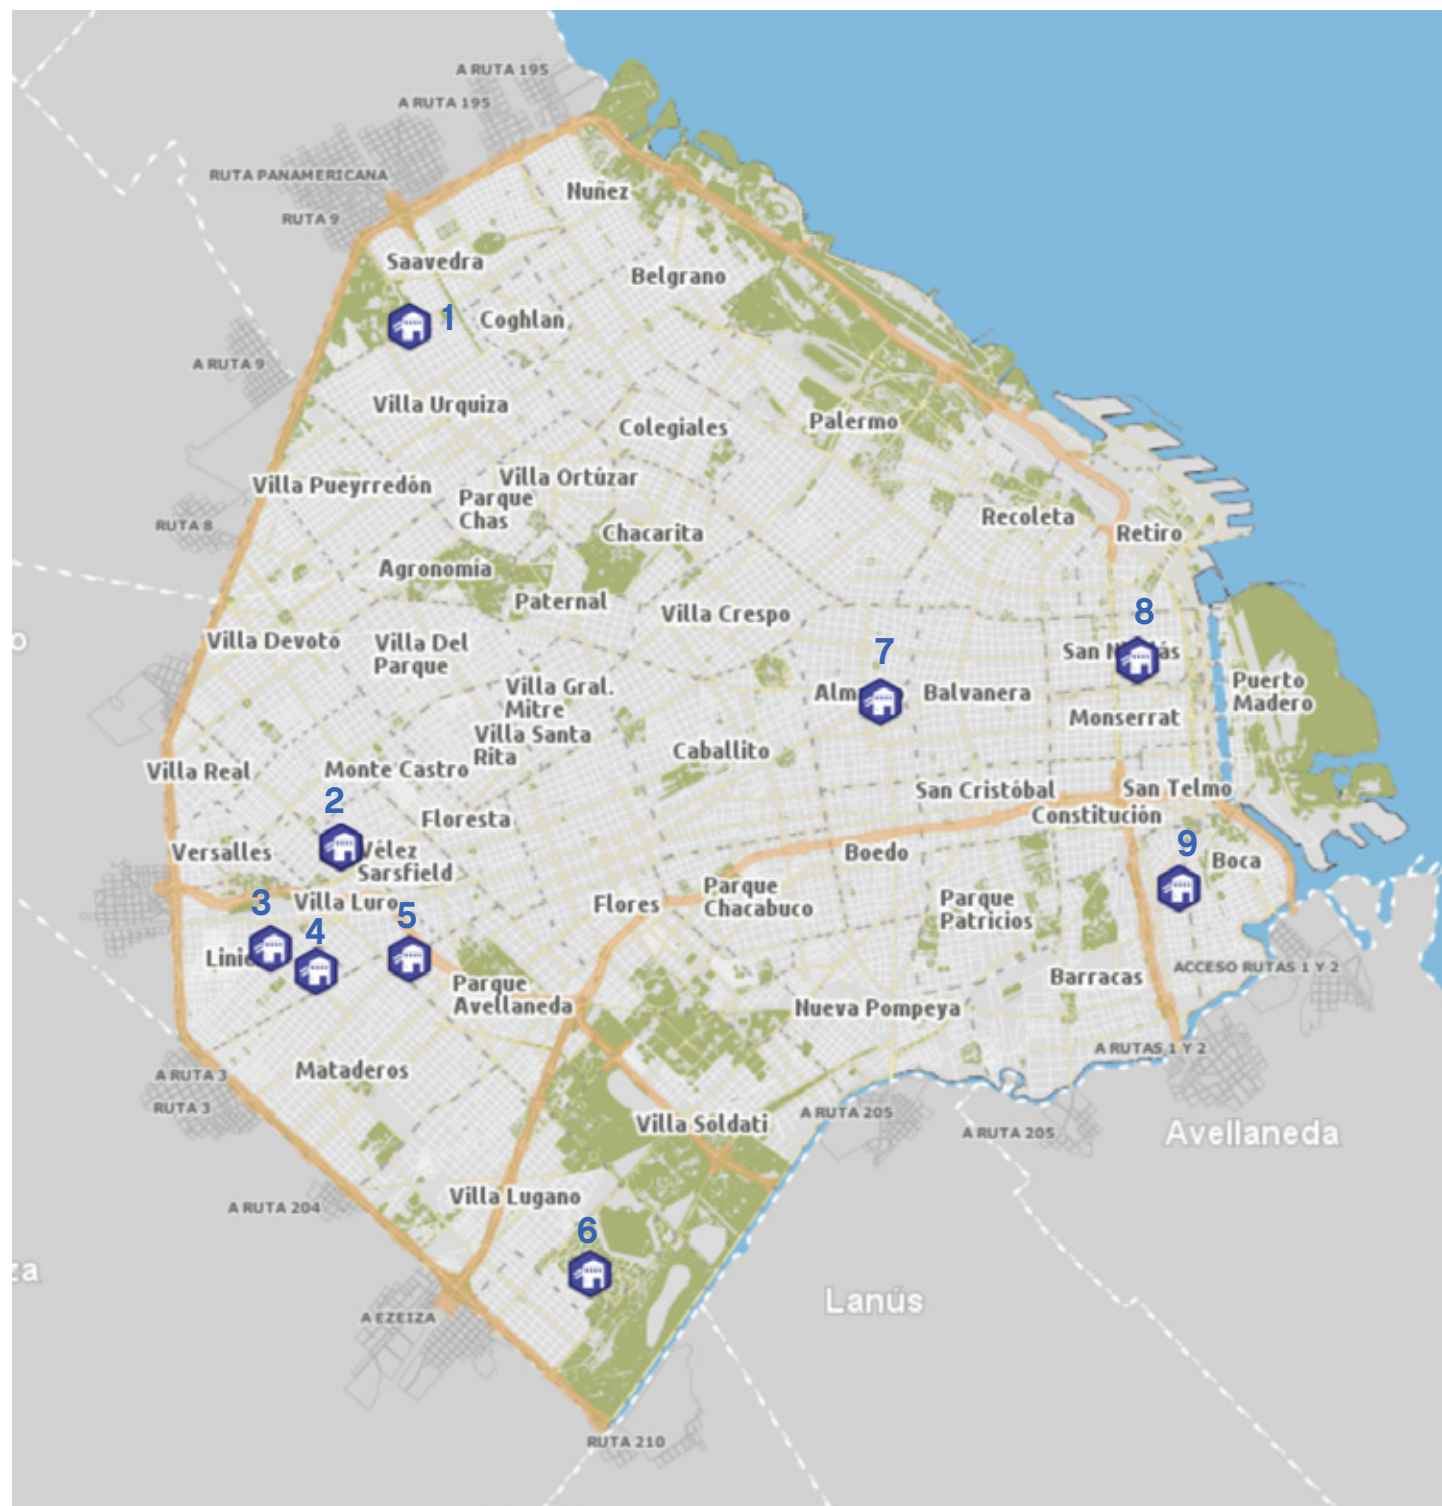 A RUTA 195
A RUTA 195
RUTA PANAMERICANA
Nuñez
RUTA 9
Saavedra
Belgrano
1
Coghlan
A RUTA 9
Villa Urquiza
Palermo
Colegiales
Villa Ortúzar
Villa Pueyrredón
Parque
Chas
Recoleta
RUTA 8
Chacarita
Retiro
Agronomía
Paternal
8
Villa Crespo
Villa Devoto
Villa Del
Parque
o
7
San N ás
Villa Gral.
Mitre
Alm
Balvanera
Puerto
Madero
Monserrat
Villa Santa
Rita
Caballito
Villa Real
Monte Castro
San Cristóbal
San Telmo
2
Constitución
Floresta
9
Versalles
Vélez
Sarsfield
Boedo
Boca
3
Villa Luro
Flores
Parque
Chacabuco
Parque
Patricios
5
4
Linie
ACCESO RUTAS 1 Y 2
Barracas
Parque
Avellaneda
Nueva Pompeya
A RUTAS 1 Y 2
Mataderos
A RUTA 3
RUTA 3
A RUTA 205
Villa Soldati
A RUTA 205
Avellaneda
Villa Lugano
A RUTA 204
6
za
Lanús
A EZEIZA
RUTA 210